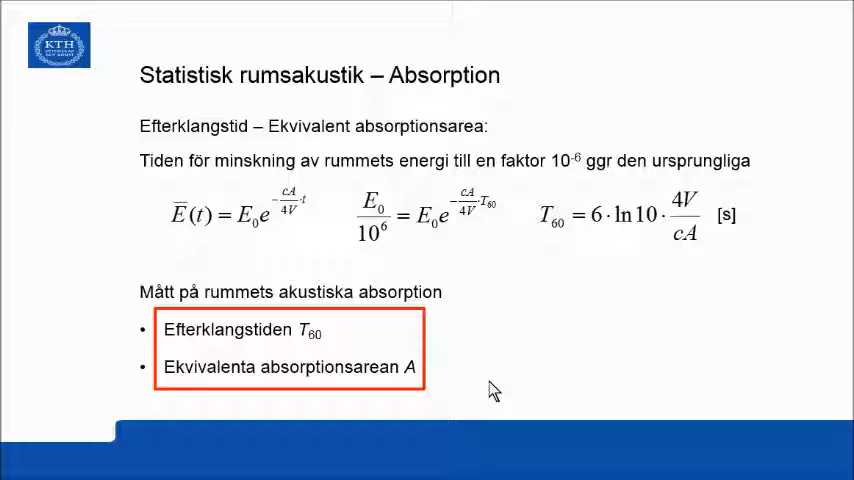 KTH
Statistisk rumsakustik – Absorption
Efterklangstid – Ekvivalent absorptionsarea:
Tiden för minskning av rummets energi till en faktor 10⁻⁶ ggr den ursprungliga
E̅(t) = E₀e^(−(cA/4V)·t)   E₀/10⁶ = E₀e^(−(cA/4V)·T₆₀)   T₆₀ = 6·ln10·(4V/cA) [s]
Mått på rummets akustiska absorption
• Efterklangstiden T₆₀
• Ekvivalenta absorptionsarean A